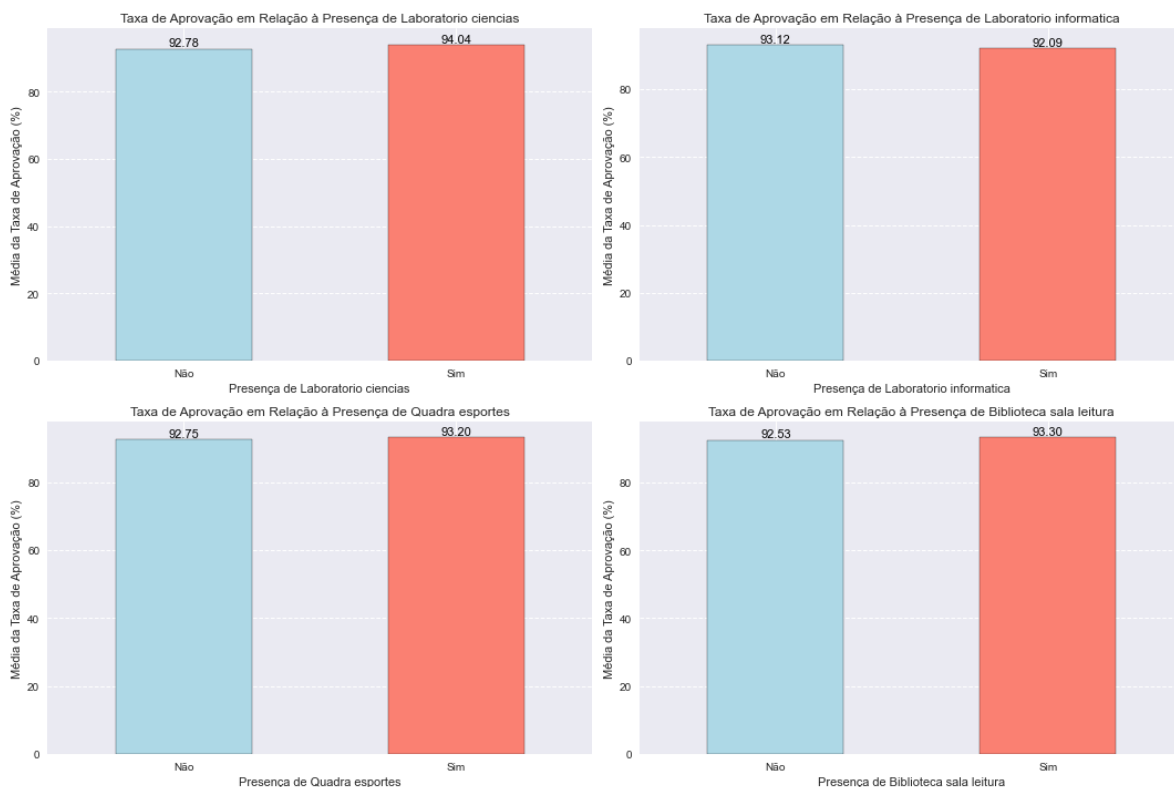 Taxa de Aprovação em Relação à Presença de Laboratorio ciencias
92.78
94.04
Média da Taxa de Aprovação (%)
80
60
40
20
0
Não
Sim
Presença de Laboratorio ciencias
Taxa de Aprovação em Relação à Presença de Laboratorio informatica
93.12
92.09
Média da Taxa de Aprovação (%)
80
60
40
20
0
Não
Sim
Presença de Laboratorio informatica
Taxa de Aprovação em Relação à Presença de Quadra esportes
92.75
93.20
Média da Taxa de Aprovação (%)
80
60
40
20
0
Não
Sim
Presença de Quadra esportes
Taxa de Aprovação em Relação à Presença de Biblioteca sala leitura
92.53
93.30
Média da Taxa de Aprovação (%)
80
60
40
20
0
Não
Sim
Presença de Biblioteca sala leitura